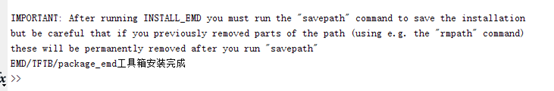 IMPORTANT: After running INSTALL_EMD you must run the "savepath" command to save the installation
but be careful that if you previously removed parts of the path (using e.g. the "rmpath" command)
these will be permanently removed after you run "savepath"
EMD/TFTB/package_emd工具箱安装完成
fx >>